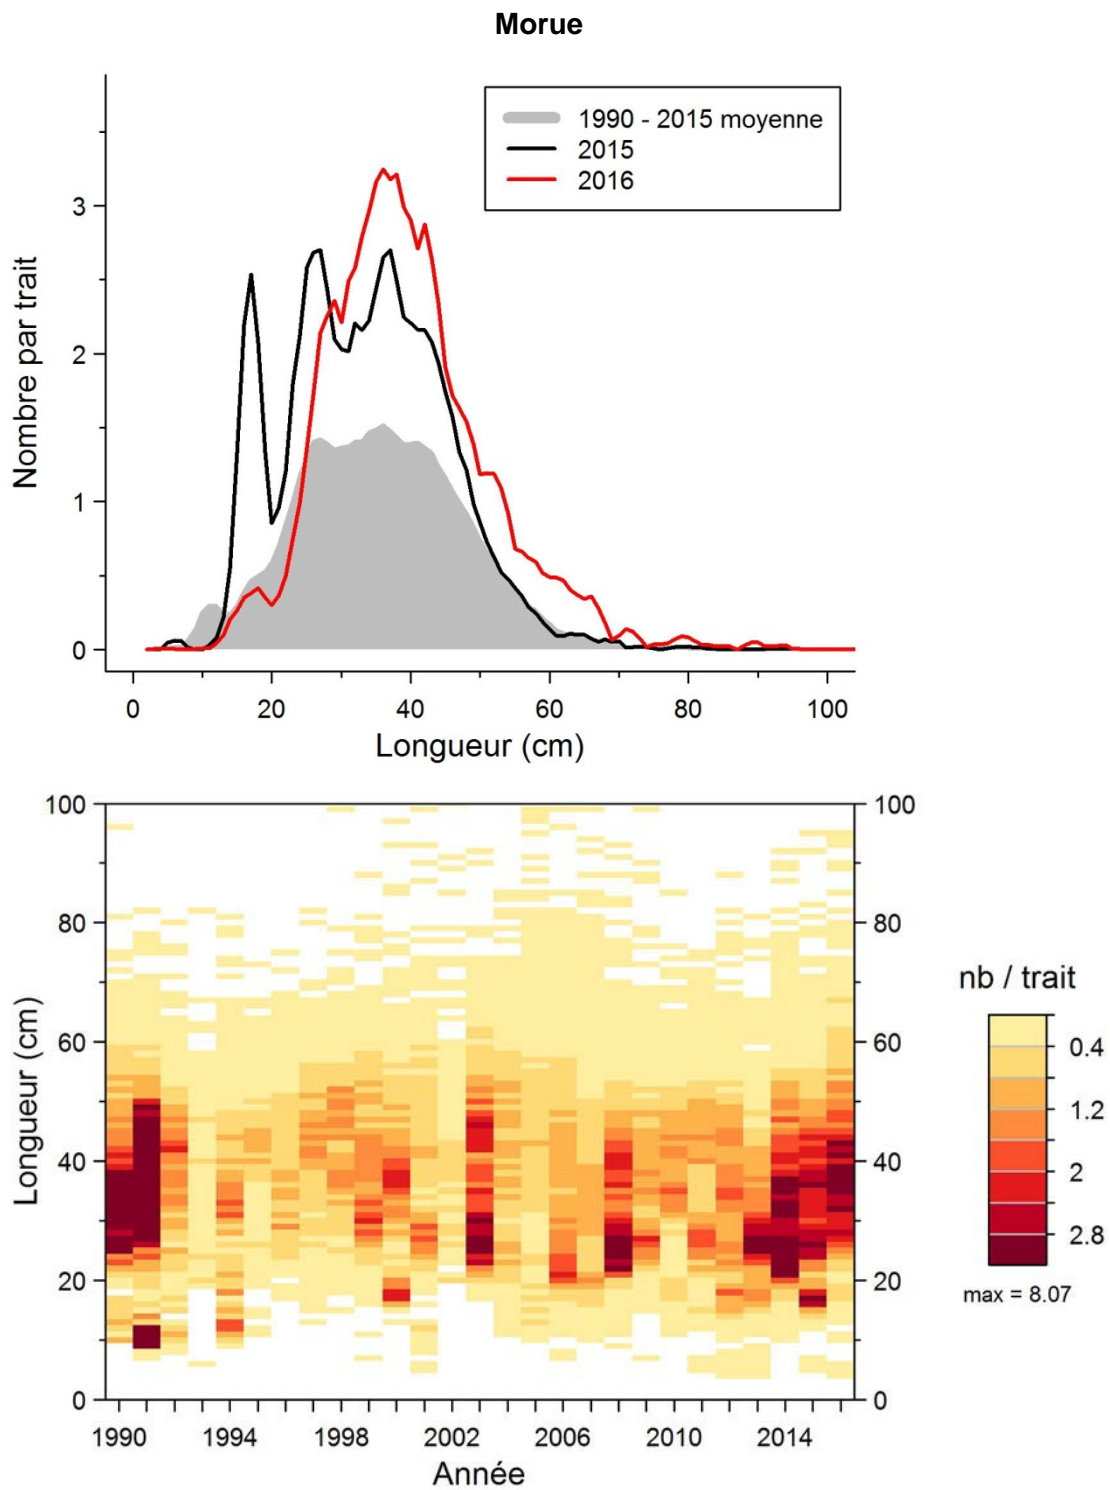 Morue
1990 - 2015 moyenne
2015
2016
Nombre par trait
3
2
1
0
0 20 40 60 80 100
Longueur (cm)
100 100
80 80
60 60
40 40
20 20
0 0
Longueur (cm)
1990 1994 1998 2002 2006 2010 2014
Année
nb / trait
0.4
1.2
2
2.8
max = 8.07